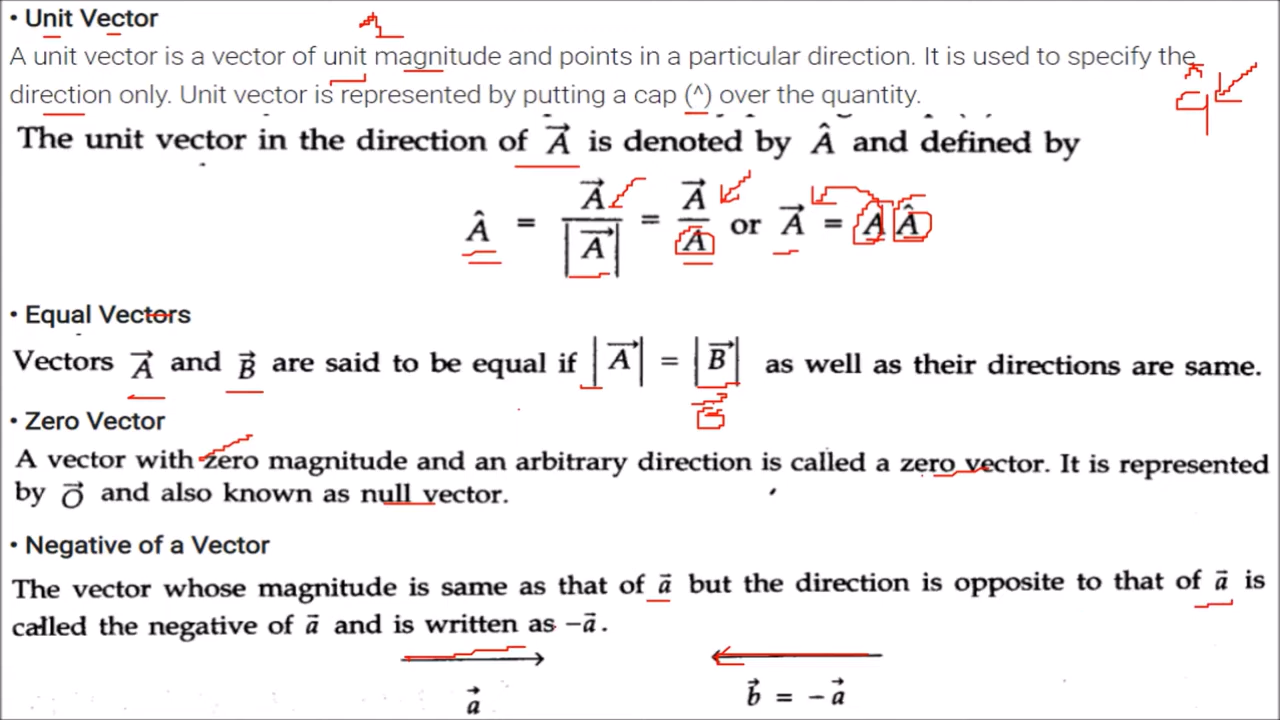 • Unit Vector
A unit vector is a vector of unit magnitude and points in a particular direction. It is used to specify the
direction only. Unit vector is represented by putting a cap (^) over the quantity.
The unit vector in the direction of A⃗ is denoted by Â and defined by
Â = A⃗ / |A⃗| = A⃗ / A or A⃗ = A Â
• Equal Vectors
Vectors A⃗ and B⃗ are said to be equal if |A⃗| = |B⃗| as well as their directions are same.
• Zero Vector
A vector with zero magnitude and an arbitrary direction is called a zero vector. It is represented
by O⃗ and also known as null vector.
• Negative of a Vector
The vector whose magnitude is same as that of a⃗ but the direction is opposite to that of a⃗ is
called the negative of a⃗ and is written as −a⃗.
a⃗ b⃗ = − a⃗